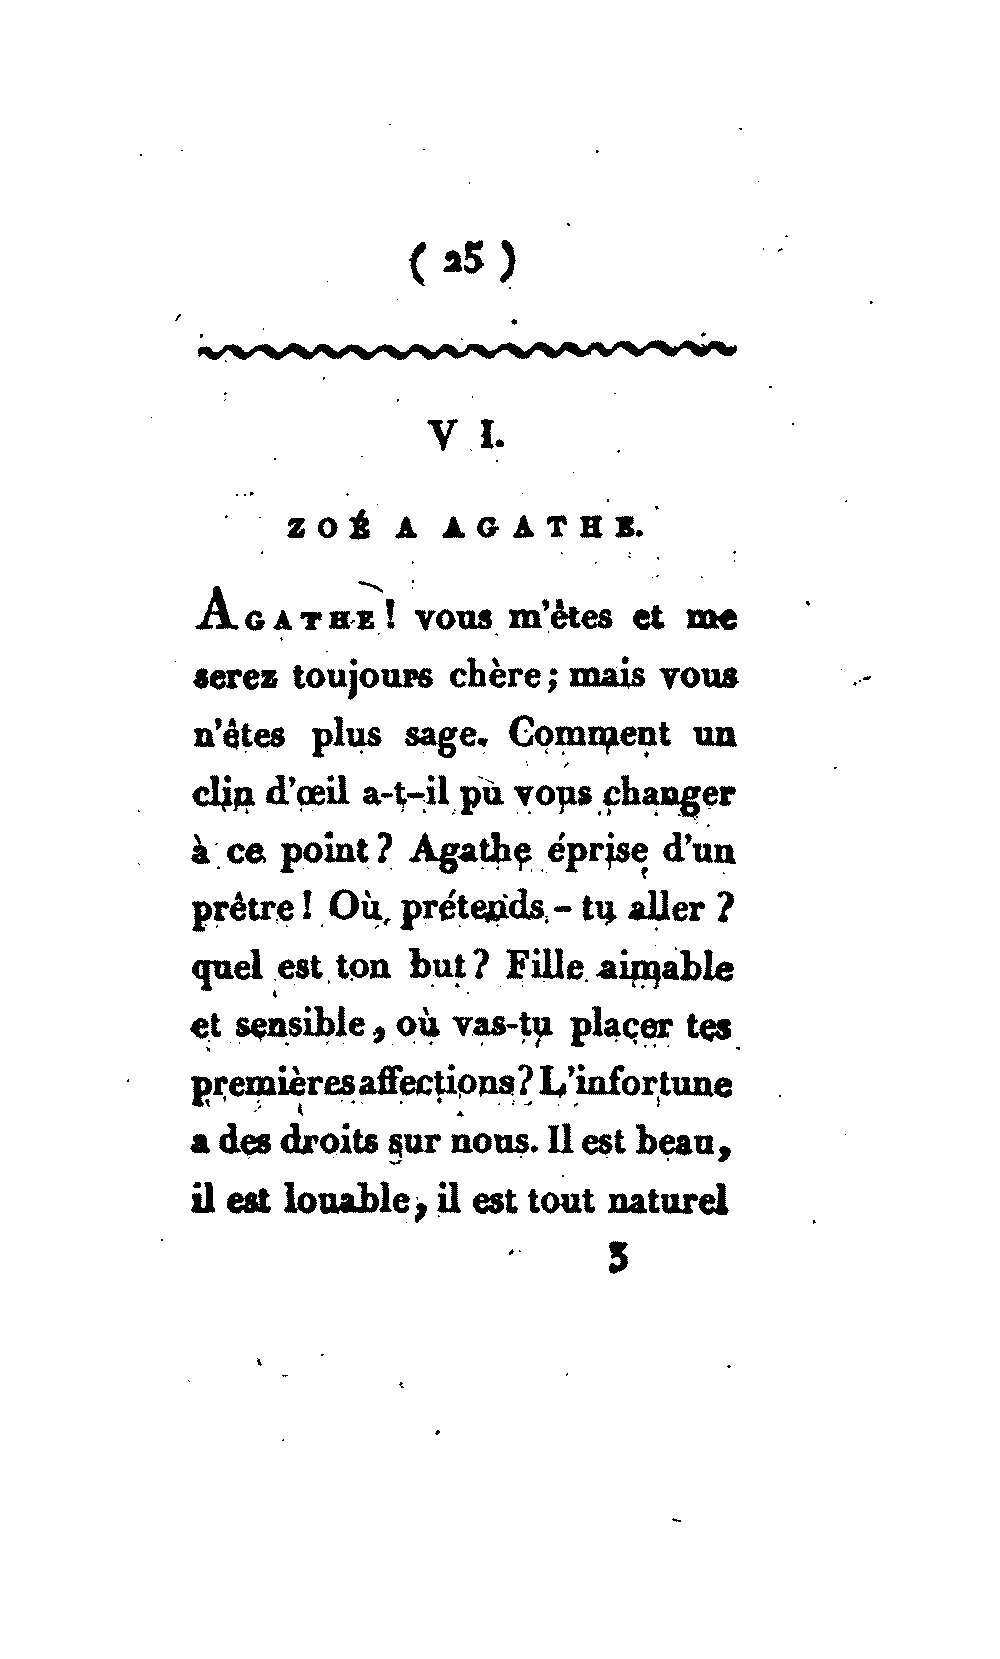 ( 25 )
V I.
ZOÉ A AGATHE.
AGATHE ! vous m'êtes et me
serez toujours chère ; mais vous
n'êtes plus sage. Comment un
clin d'œil a-t-il pu vous changer
à ce point ? Agathe éprise d'un
prêtre ! Où prétends - tu aller ?
quel est ton but ? Fille aimable
et sensible, où vas-tu placer tes
premières affections ? L'infortune
a des droits sur nous. Il est beau,
il est louable, il est tout naturel
3